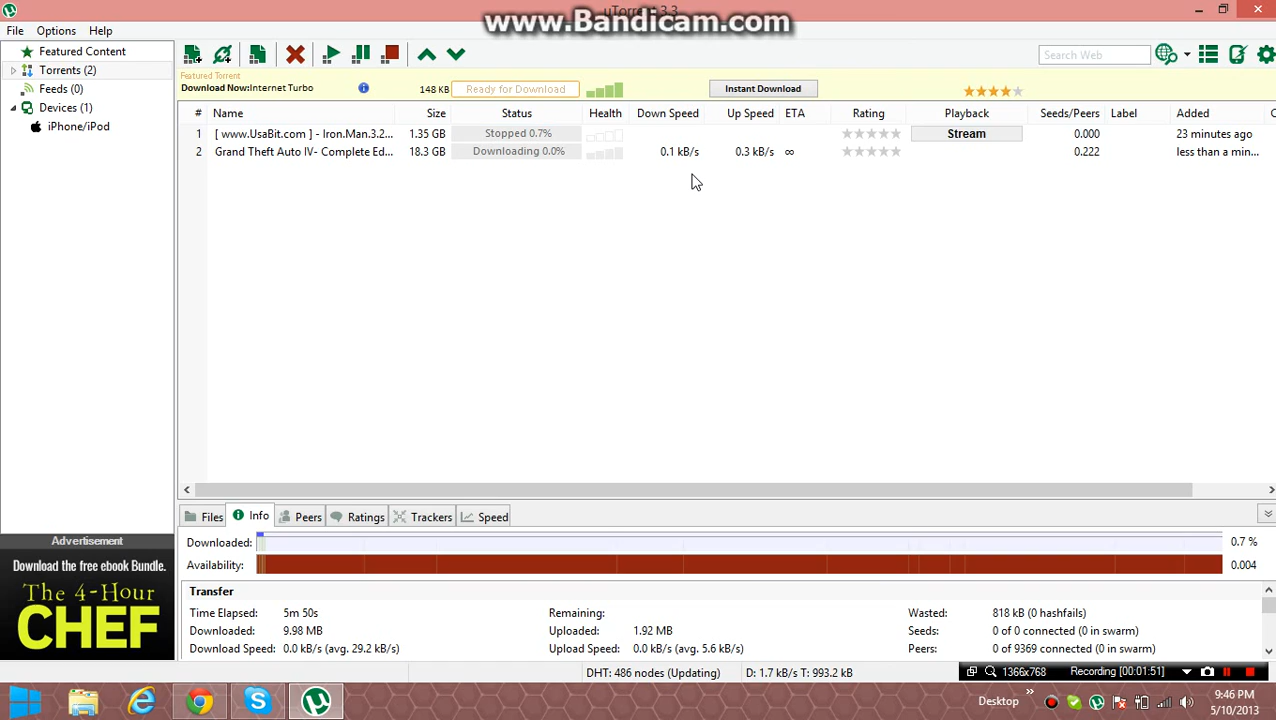 www.Bandicam.com
File Options Help
Featured Content
Torrents (2)
Feeds (0)
Devices (1)
iPhone/iPod
Search Web
Featured Torrent
Download Now:Internet Turbo 148 KB Ready for Download Instant Download
# Name Size Status Health Down Speed Up Speed ETA Rating Playback Seeds/Peers Label Added
1 [ www.UsaBit.com ] - Iron.Man.3.2... 1.35 GB Stopped 0.7% Stream 0.000 23 minutes ago
2 Grand Theft Auto IV- Complete Ed... 18.3 GB Downloading 0.0% 0.1 kB/s 0.3 kB/s ∞ 0.222 less than a min...
Files Info Peers Ratings Trackers Speed
Downloaded: 0.7 %
Availability: 0.004
Transfer
Time Elapsed: 5m 50s Remaining: Wasted: 818 kB (0 hashfails)
Downloaded: 9.98 MB Uploaded: 1.92 MB Seeds: 0 of 0 connected (0 in swarm)
Download Speed: 0.0 kB/s (avg. 29.2 kB/s) Upload Speed: 0.0 kB/s (avg. 5.6 kB/s) Peers: 0 of 9369 connected (0 in swarm)
Advertisement
Download the free ebook Bundle.
The 4-Hour
CHEF
DHT: 486 nodes (Updating) D: 1.7 kB/s T: 993.2 kB
1366x768 Recording [00:01:51]
Desktop
9:46 PM
5/10/2013